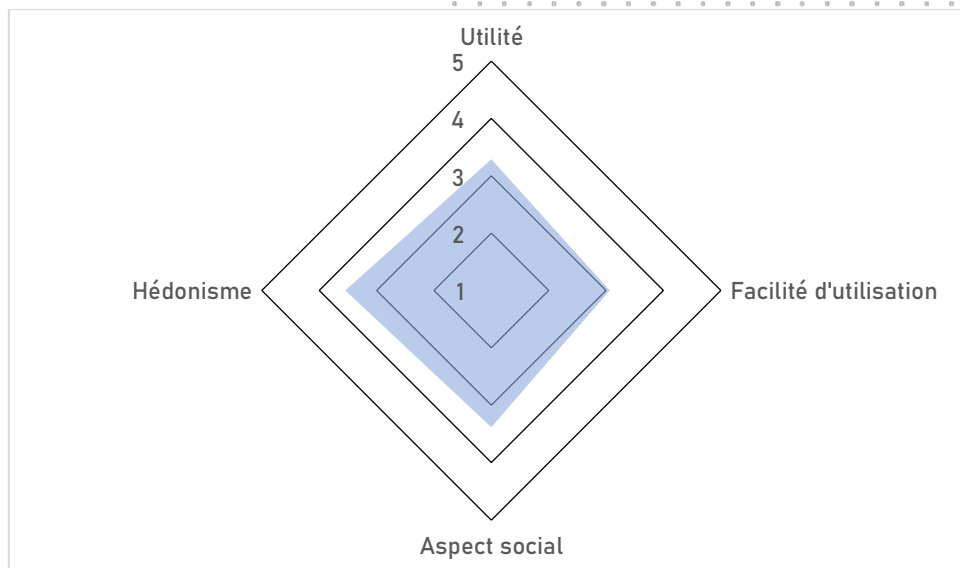 Utilité
5
4
3
2
Hédonisme
1
Facilité d'utilisation
Aspect social